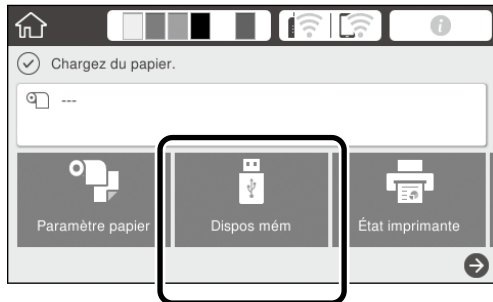 Chargez du papier.
---
Paramètre papier
Dispos mém
État imprimante